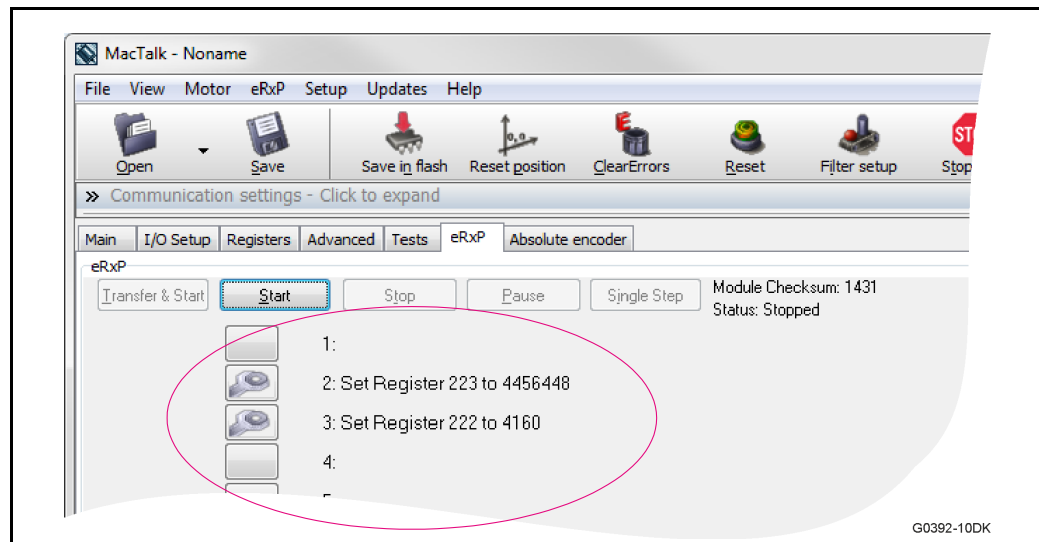 MacTalk - Noname
File View Motor eRxP Setup Updates Help
Open Save Save in flash Reset position ClearErrors Reset Filter setup Stop
» Communication settings - Click to expand
Main I/O Setup Registers Advanced Tests eRxP Absolute encoder
eRxP
Transfer & Start Start Stop Pause Single Step Module Checksum: 1431
Status: Stopped
1:
2: Set Register 223 to 4456448
3: Set Register 222 to 4160
4:
G0392-10DK